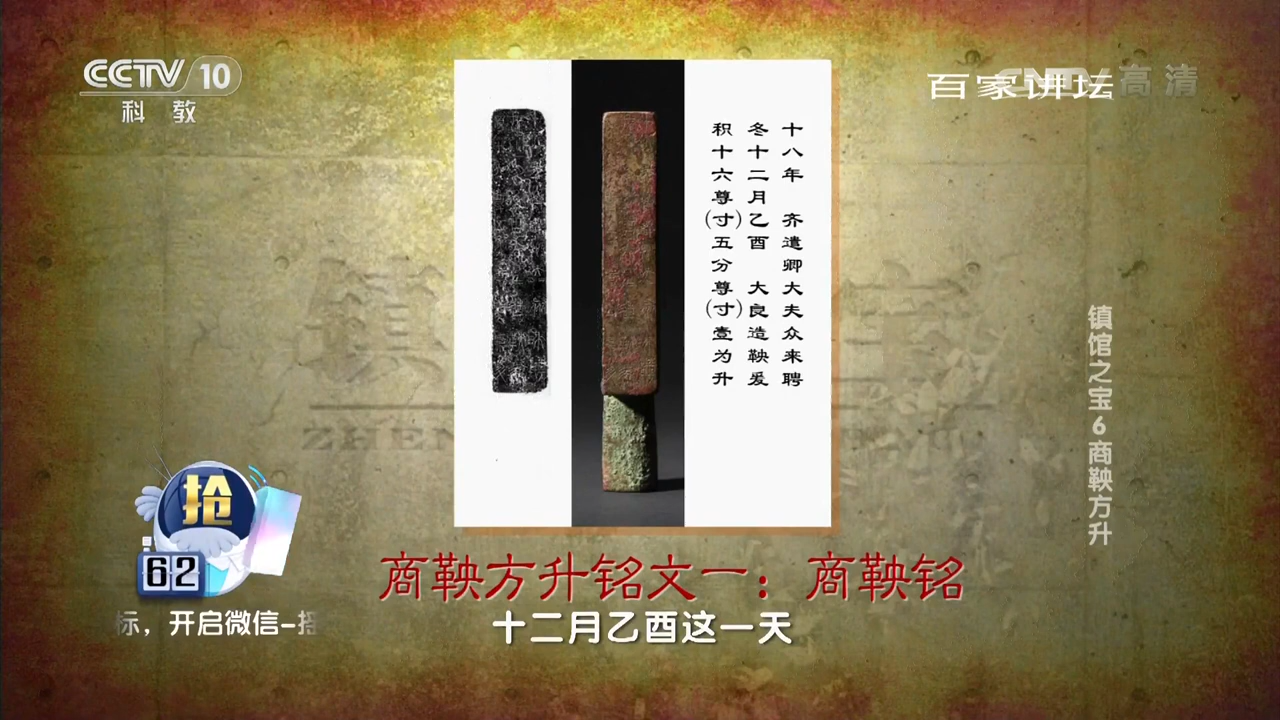 CCTV 10
科 教
百家讲坛
高清
十八年 齐遣卿大夫众来聘
冬十二月乙酉 大良造鞅爰
积十六尊(寸)五分尊(寸)壹为升
镇馆之宝6商鞅方升
抢
62
商鞅方升铭文一：商鞅铭
标，开启微信-摇
十二月乙酉这一天